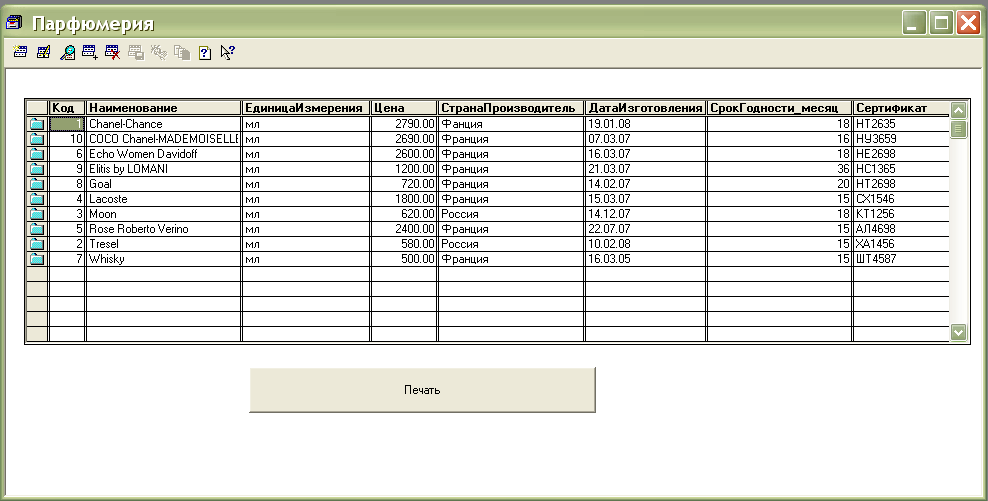 Парфюмерия
Код Наименование ЕдиницаИзмерения Цена СтранаПроизводитель ДатаИзготовления СрокГодности_месяц Сертификат
1 Chanel-Chance мл 2790.00 Фанция 19.01.08 18 НТ2635
10 COCO Chanel-MADEMOISELLE мл 2690.00 Франция 07.03.07 16 НУ3659
6 Echo Women Davidoff мл 2600.00 Франция 16.03.07 18 НЕ2698
9 Elitis by LOMANI мл 1200.00 Франция 21.03.07 36 НС1365
8 Goal мл 720.00 Франция 14.02.07 20 НТ2698
4 Lacoste мл 1800.00 Франция 15.03.07 15 СХ1546
3 Moon мл 620.00 Россия 14.12.07 18 КТ1256
5 Rose Roberto Verino мл 2400.00 Франция 22.07.07 15 АЛ4698
2 Tresel мл 580.00 Россия 10.02.08 15 ХА1456
7 Whisky мл 500.00 Франция 16.03.05 15 ШТ4587
Печать